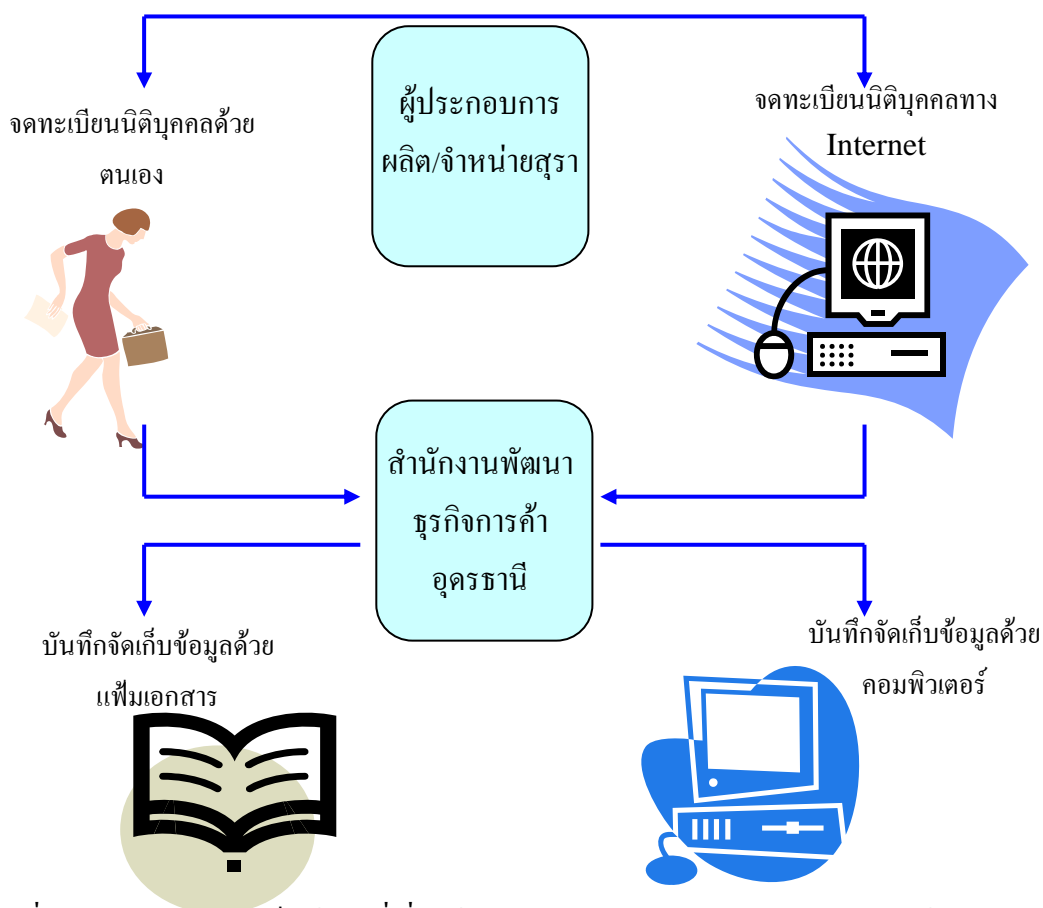 ผู้ประกอบการ
ผลิต/จำหน่ายสุรา
จดทะเบียนนิติบุคคลด้วย
ตนเอง
จดทะเบียนนิติบุคคลทาง
Internet
สำนักงานพัฒนา
ธุรกิจการค้า
อุดรธานี
บันทึกจัดเก็บข้อมูลด้วย
แฟ้มเอกสาร
บันทึกจัดเก็บข้อมูลด้วย
คอมพิวเตอร์